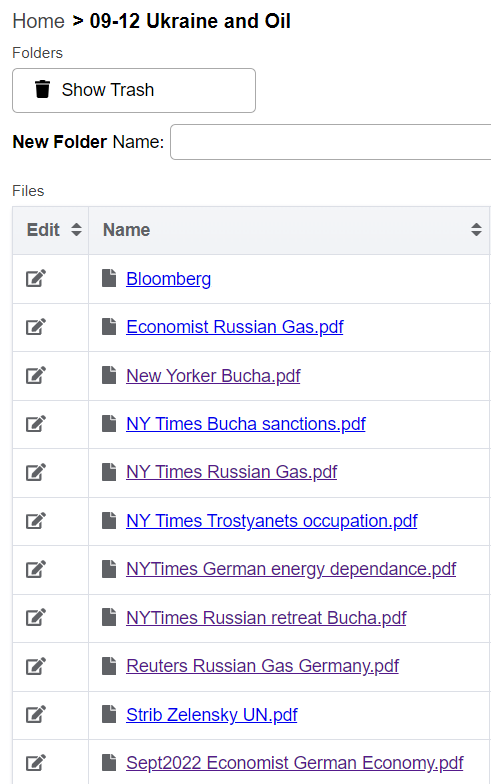 Home > 09-12 Ukraine and Oil
Folders
Show Trash
New Folder Name:
Files
Edit Name
Bloomberg
Economist Russian Gas.pdf
New Yorker Bucha.pdf
NY Times Bucha sanctions.pdf
NY Times Russian Gas.pdf
NY Times Trostyanets occupation.pdf
NYTimes German energy dependance.pdf
NYTimes Russian retreat Bucha.pdf
Reuters Russian Gas Germany.pdf
Strib Zelensky UN.pdf
Sept2022 Economist German Economy.pdf